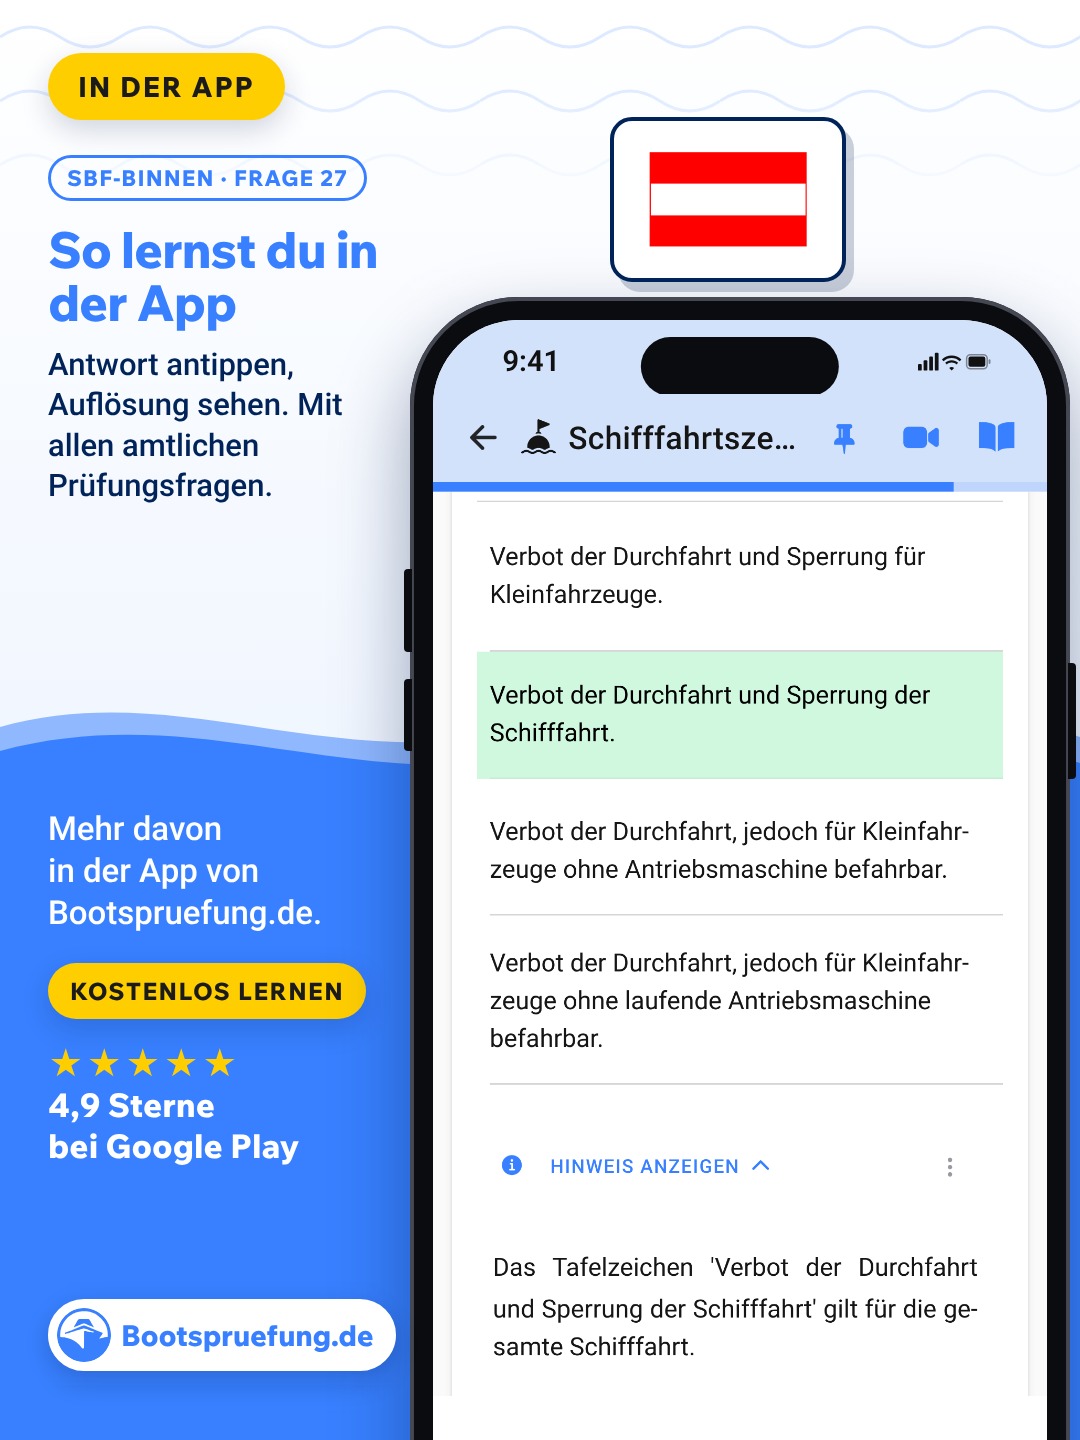 IN DER APP
SBF-BINNEN · FRAGE 27
So lernst du in
der App
Antwort antippen,
Auflösung sehen. Mit
allen amtlichen
Prüfungsfragen.
9:41
Schifffahrtsze...
Verbot der Durchfahrt und Sperrung für
Kleinfahrzeuge.
Verbot der Durchfahrt und Sperrung der
Schifffahrt.
Verbot der Durchfahrt, jedoch für Kleinfahr-
zeuge ohne Antriebsmaschine befahrbar.
Verbot der Durchfahrt, jedoch für Kleinfahr-
zeuge ohne laufende Antriebsmaschine
befahrbar.
HINWEIS ANZEIGEN
Das Tafelzeichen 'Verbot der Durchfahrt
und Sperrung der Schifffahrt' gilt für die ge-
samte Schifffahrt.
Mehr davon
in der App von
Bootspruefung.de.
KOSTENLOS LERNEN
★★★★★
4,9 Sterne
bei Google Play
Bootspruefung.de